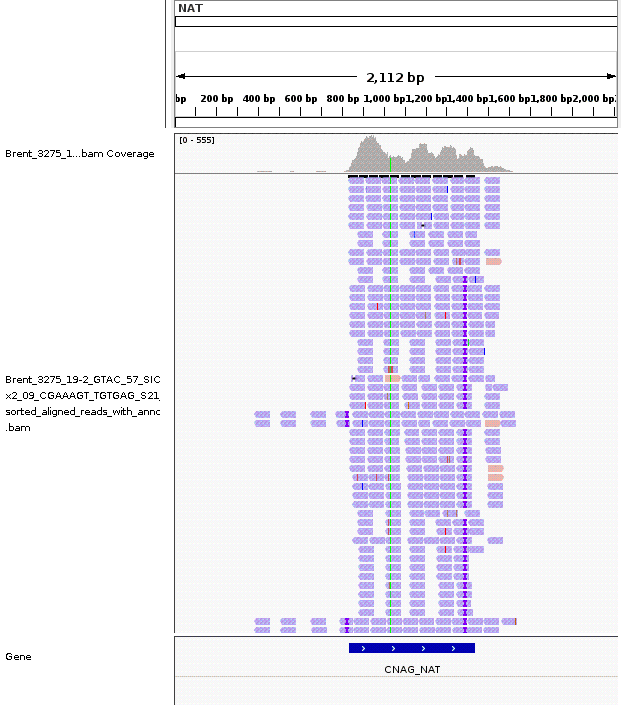 NAT
2,112 bp
bp 200 bp 400 bp 600 bp 800 bp 1,000 bp 1,200 bp 1,400 bp 1,600 bp 1,800 bp 2,000 bp
[0 - 555]
Brent_3275_1...bam Coverage
Brent_3275_19-2_GTAC_57_SIC
x2_09_CGAAAGT_TGTGAG_S21_
sorted_aligned_reads_with_annc
.bam
Gene
CNAG_NAT